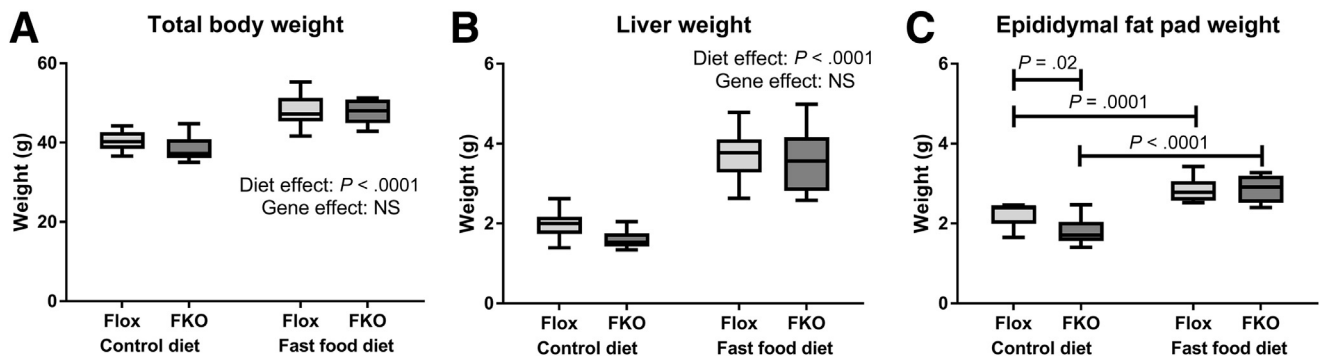 A
Total body weight
Weight (g)
60
40
20
0
Diet effect: P < .0001
Gene effect: NS
Flox FKO Flox FKO
Control diet Fast food diet
B
Liver weight
Weight (g)
6
4
2
0
Diet effect: P < .0001
Gene effect: NS
Flox FKO Flox FKO
Control diet Fast food diet
C
Epididymal fat pad weight
Weight (g)
6
4
2
0
P = .02
P = .0001
P < .0001
Flox FKO Flox FKO
Control diet Fast food diet